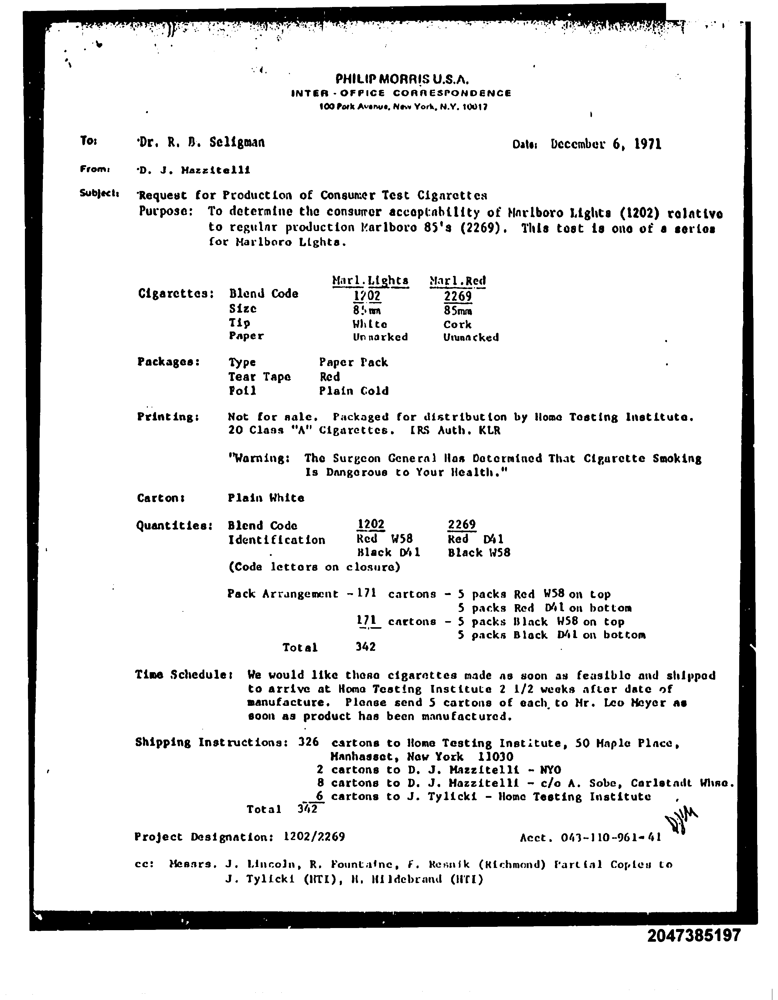 PHILIP MORRIS U.S.A.
INTER - OFFICE CORRESPONDENCE
100 Park Avenue, New York, N.Y. 10017
To: Dr. R. B. Seligman Date: December 6, 1971
From: D. J. Mazzitelli
Subject: Request for Production of Consumer Test Cigarettes
Purpose: To determine the consumer acceptability of Marlboro Lights (1202) relative
to regular production Marlboro 85's (2269). This test is one of a series
for Marlboro Lights.
Marl.Lights Marl.Red
Cigarettes: Blend Code 1202 2269
Size 85mm 85mm
Tip White Cork
Paper Unmarked Unmarked
Packages: Type Paper Pack
Tear Tape Red
Foil Plain Gold
Printing: Not for sale. Packaged for distribution by Home Testing Institute.
20 Class "A" Cigarettes. IRS Auth. KLR
"Warning: The Surgeon General Has Determined That Cigarette Smoking
Is Dangerous to Your Health."
Carton: Plain White
Quantities: Blend Code 1202 2269
Identification Red W58 Red D41
Black D41 Black W58
(Code letters on closure)
Pack Arrangement - 171 cartons - 5 packs Red W58 on top
5 packs Red D41 on bottom
171 cartons - 5 packs Black W58 on top
5 packs Black D41 on bottom
Total 342
Time Schedule: We would like these cigarettes made as soon as feasible and shipped
to arrive at Home Testing Institute 2 1/2 weeks after date of
manufacture. Please send 5 cartons of each to Mr. Leo Meyer as
soon as product has been manufactured.
Shipping Instructions: 326 cartons to Home Testing Institute, 50 Maple Place,
Manhasset, New York 11030
2 cartons to D. J. Mazzitelli - NYO
8 cartons to D. J. Mazzitelli - c/o A. Sobe, Carlstadt Whse.
6 cartons to J. Tylicki - Home Testing Institute
Total 342
DJM
Project Designation: 1202/2269 Acct. 043-110-961-41
cc: Messrs. J. Lincoln, R. Fountaine, F. Resnik (Richmond) Partial Copies to
J. Tylicki (HTI), H. Hildebrand (HTI)
2047385197